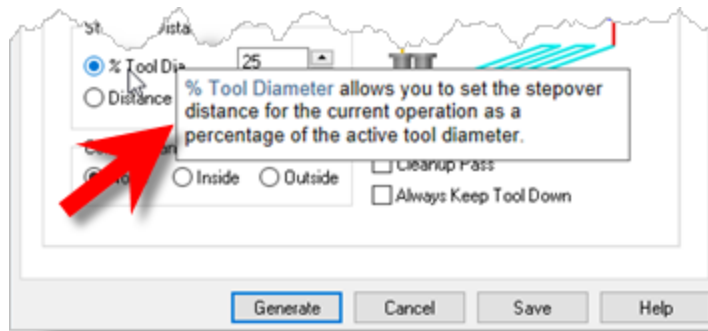 % Tool Dia 25
Distance
% Tool Diameter allows you to set the stepover
distance for the current operation as a
percentage of the active tool diameter.
Cleanup Pass
Inside Outside
Always Keep Tool Down
Generate Cancel Save Help